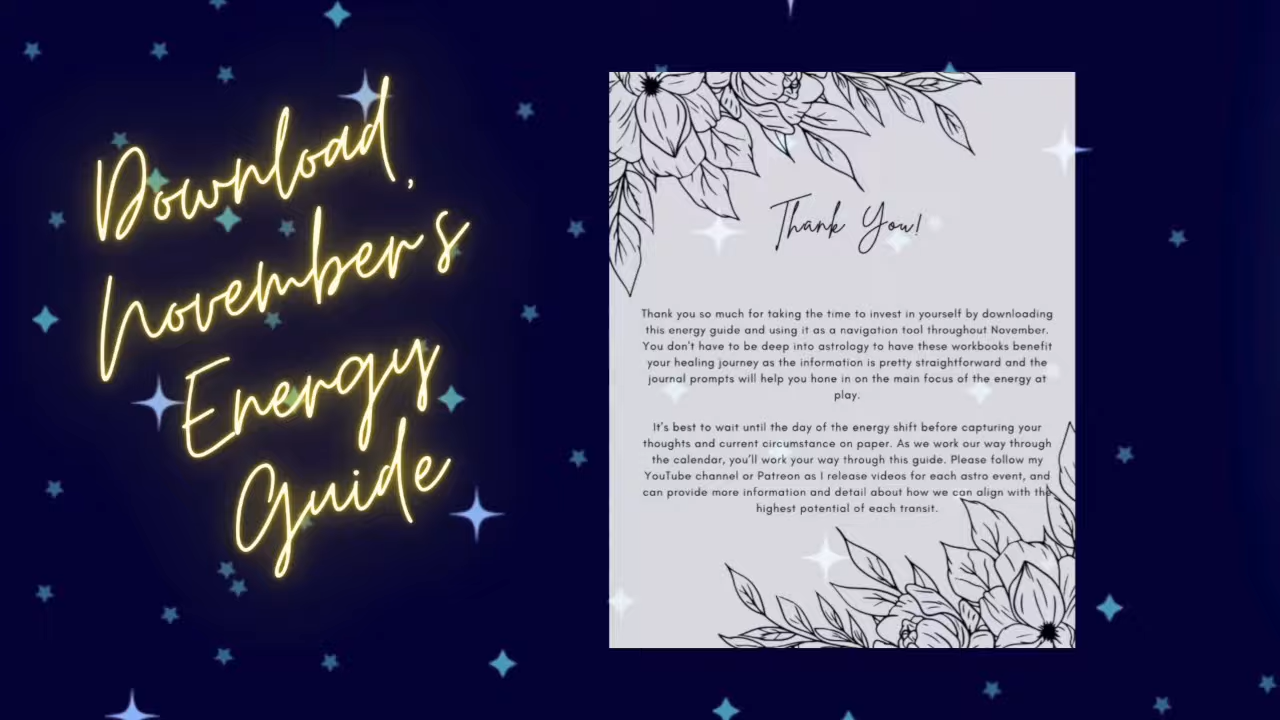 Download
November's
Energy
Guide
Thank You!
Thank you so much for taking the time to invest in yourself by downloading
this energy guide and using it as a navigation tool throughout November.
You don't have to be deep into astrology to have these workbooks benefit
your healing journey as the information is pretty straightforward and the
journal prompts will help you hone in on the main focus of the energy at
play.
It's best to wait until the day of the energy shift before capturing your
thoughts and current circumstance on paper. As we work our way through
the calendar, you'll work your way through this guide. Please follow my
YouTube channel or Patreon as I release videos for each astro event, and
can provide more information and detail about how we can align with the
highest potential of each transit.